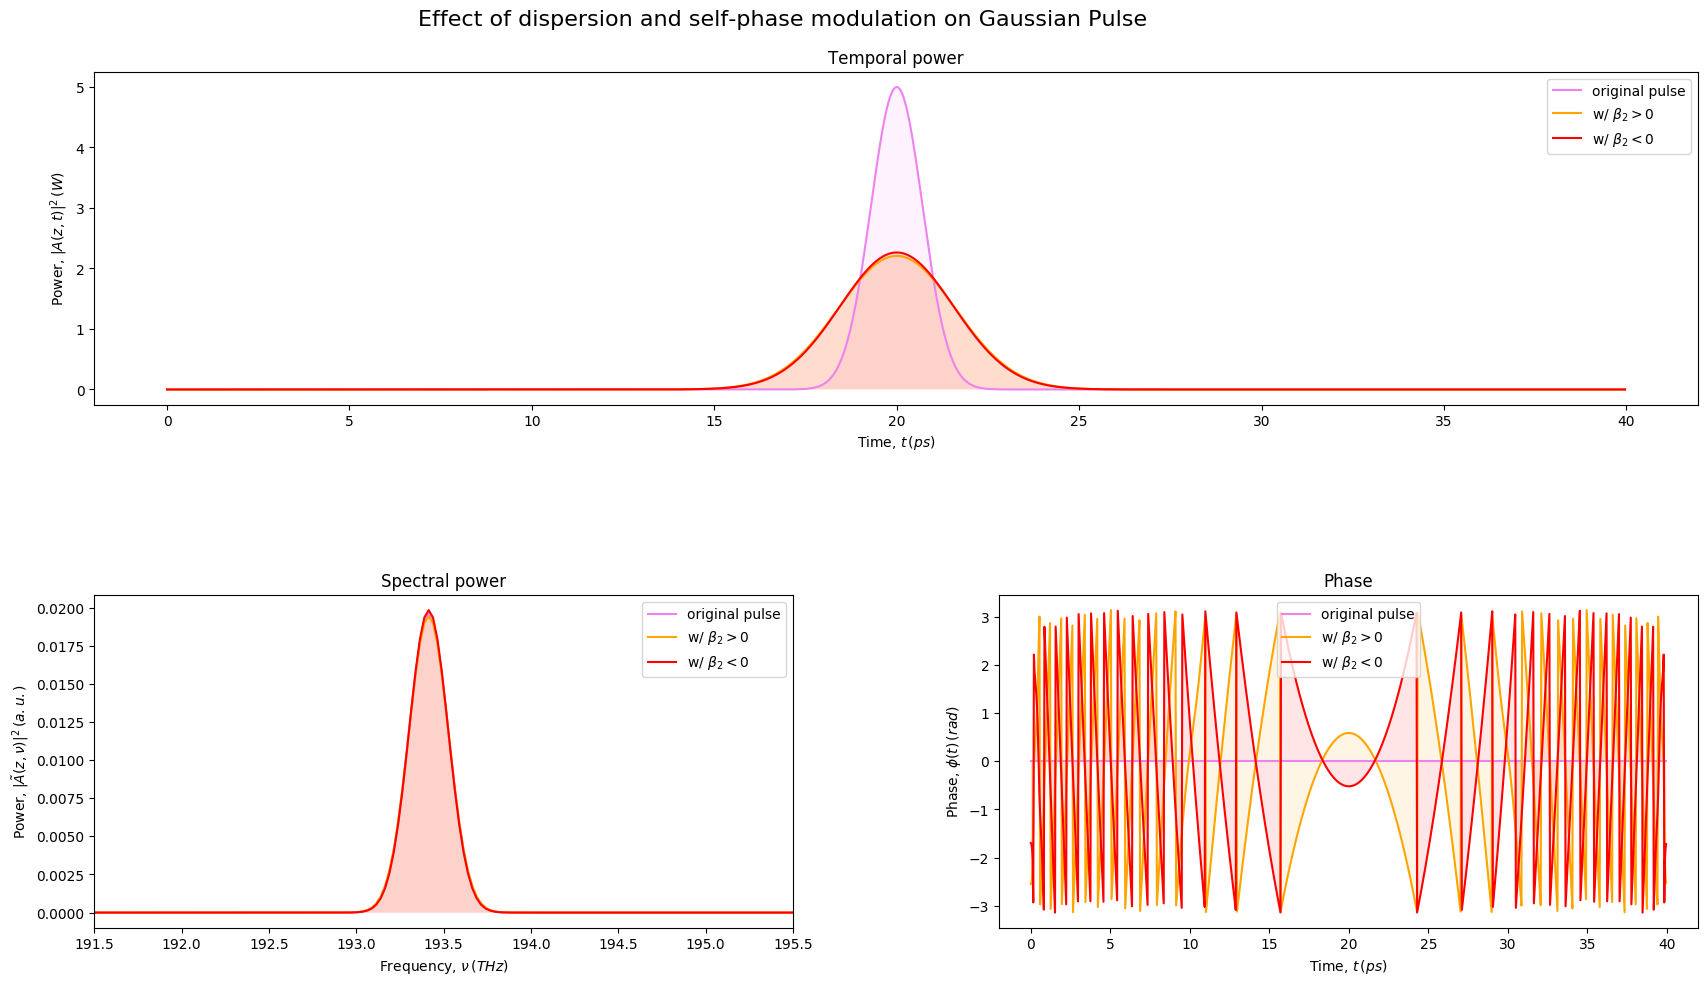 Effect of dispersion and self-phase modulation on Gaussian Pulse
Temporal power
Power, |A(z, t)|² (W)
5
4
3
2
1
0
original pulse
w/ β₂ > 0
w/ β₂ < 0
0 5 10 15 20 25 30 35 40
Time, t (ps)
Spectral power
Power, |Ã(z, ν)|² (a. u. )
0.0200
0.0175
0.0150
0.0125
0.0100
0.0075
0.0050
0.0025
0.0000
original pulse
w/ β₂ > 0
w/ β₂ < 0
191.5 192.0 192.5 193.0 193.5 194.0 194.5 195.0 195.5
Frequency, ν (THz)
Phase
Phase, ϕ(t) (rad)
3
2
1
0
−1
−2
−3
original pulse
w/ β₂ > 0
w/ β₂ < 0
0 5 10 15 20 25 30 35 40
Time, t (ps)